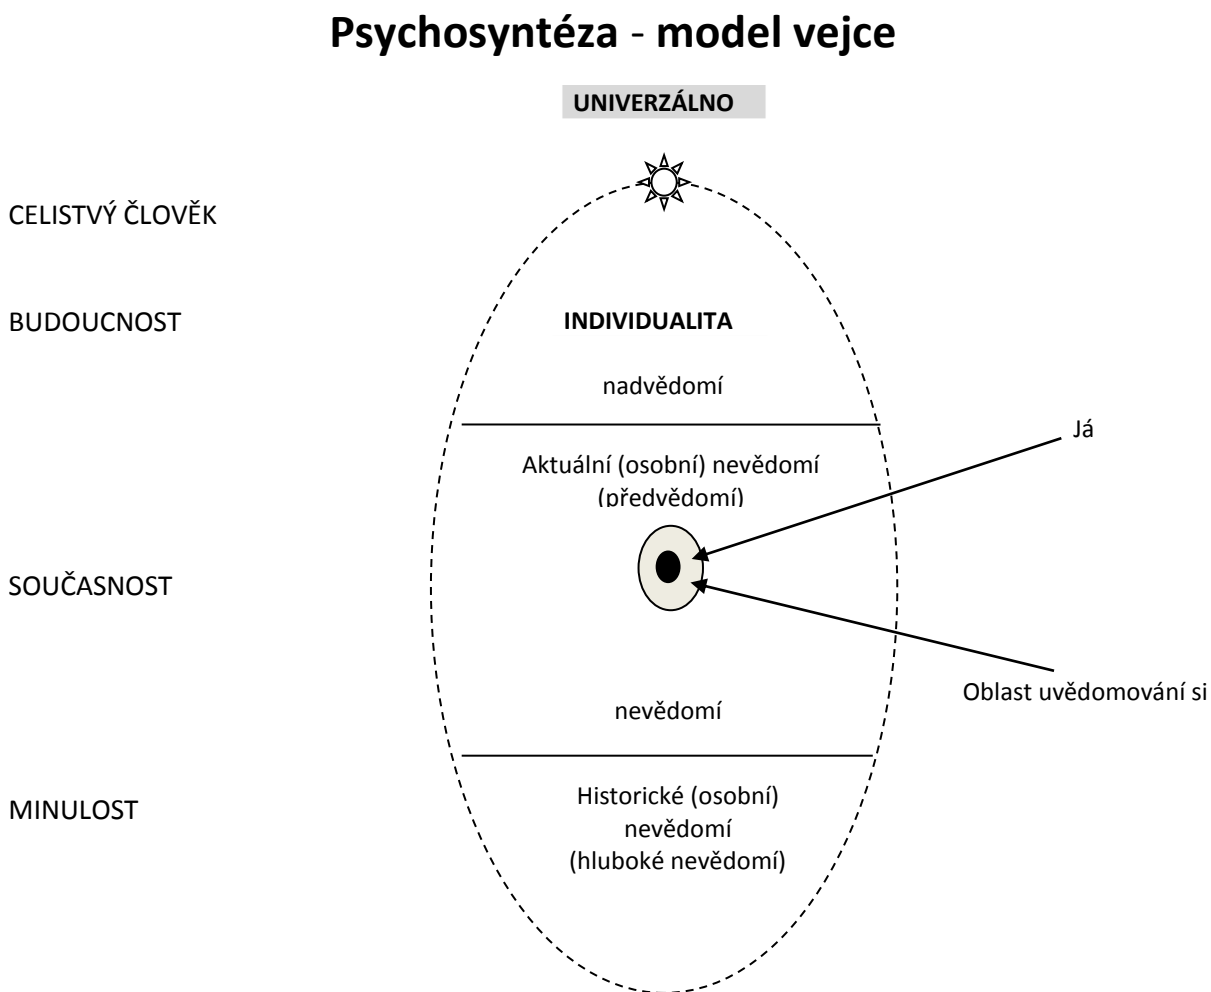 Psychosyntéza - model vejce
UNIVERZÁLNO
CELISTVÝ ČLOVĚK
BUDOUCNOST
INDIVIDUALITA
nadvědomí
Já
Aktuální (osobní) nevědomí
(předvědomí)
SOUČASNOST
Oblast uvědomování si
nevědomí
MINULOST
Historické (osobní)
nevědomí
(hluboké nevědomí)